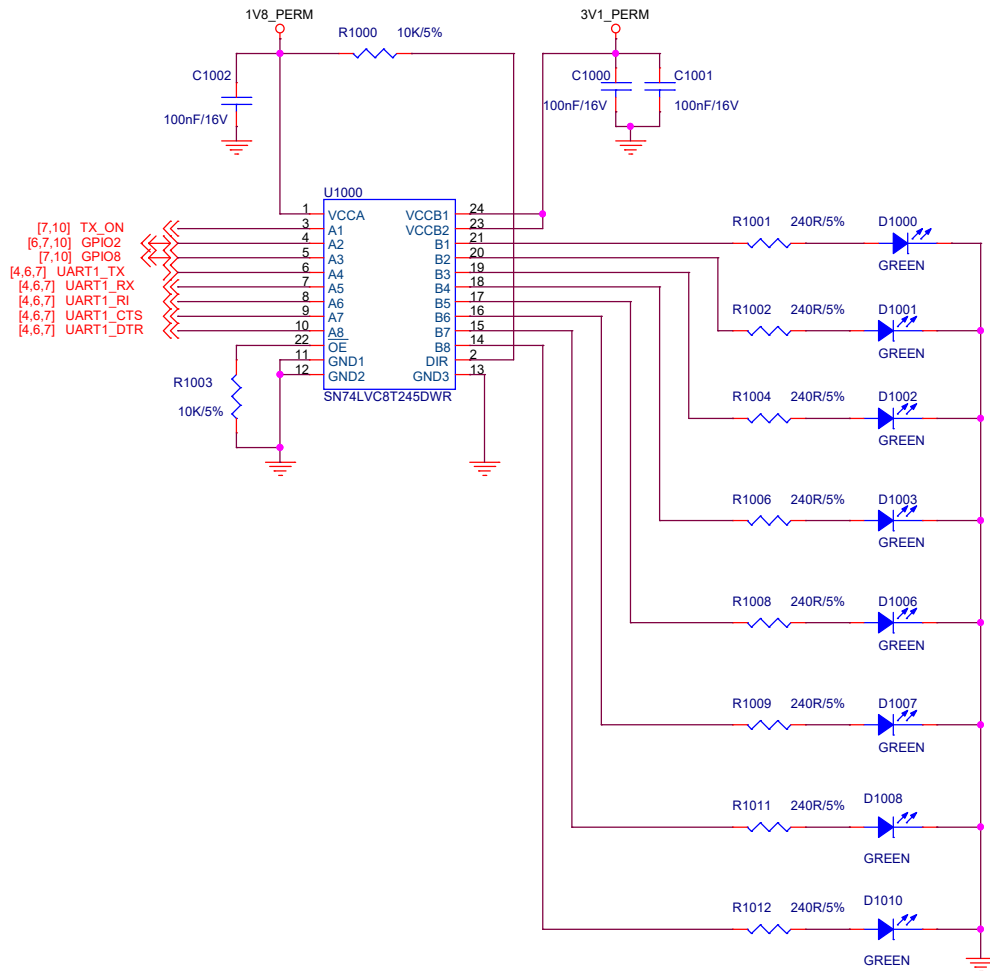 1V8_PERM
3V1_PERM
R1000 10K/5%
C1002
100nF/16V
C1000
100nF/16V
C1001
100nF/16V
U1000
1 VCCA
3 A1
4 A2
5 A3
6 A4
7 A5
8 A6
9 A7
10 A8
22 OE
11 GND1
12 GND2
VCCB1 24
VCCB2 23
B1 21
B2 20
B3 19
B4 18
B5 17
B6 16
B7 15
B8 14
DIR 2
GND3 13
SN74LVC8T245DWR
[7,10] TX_ON
[6,7,10] GPIO2
[7,10] GPIO8
[4,6,7] UART1_TX
[4,6,7] UART1_RX
[4,6,7] UART1_RI
[4,6,7] UART1_CTS
[4,6,7] UART1_DTR
R1003
10K/5%
R1001 240R/5% D1000
GREEN
R1002 240R/5% D1001
GREEN
R1004 240R/5% D1002
GREEN
R1006 240R/5% D1003
GREEN
R1008 240R/5% D1006
GREEN
R1009 240R/5% D1007
GREEN
R1011 240R/5% D1008
GREEN
R1012 240R/5% D1010
GREEN